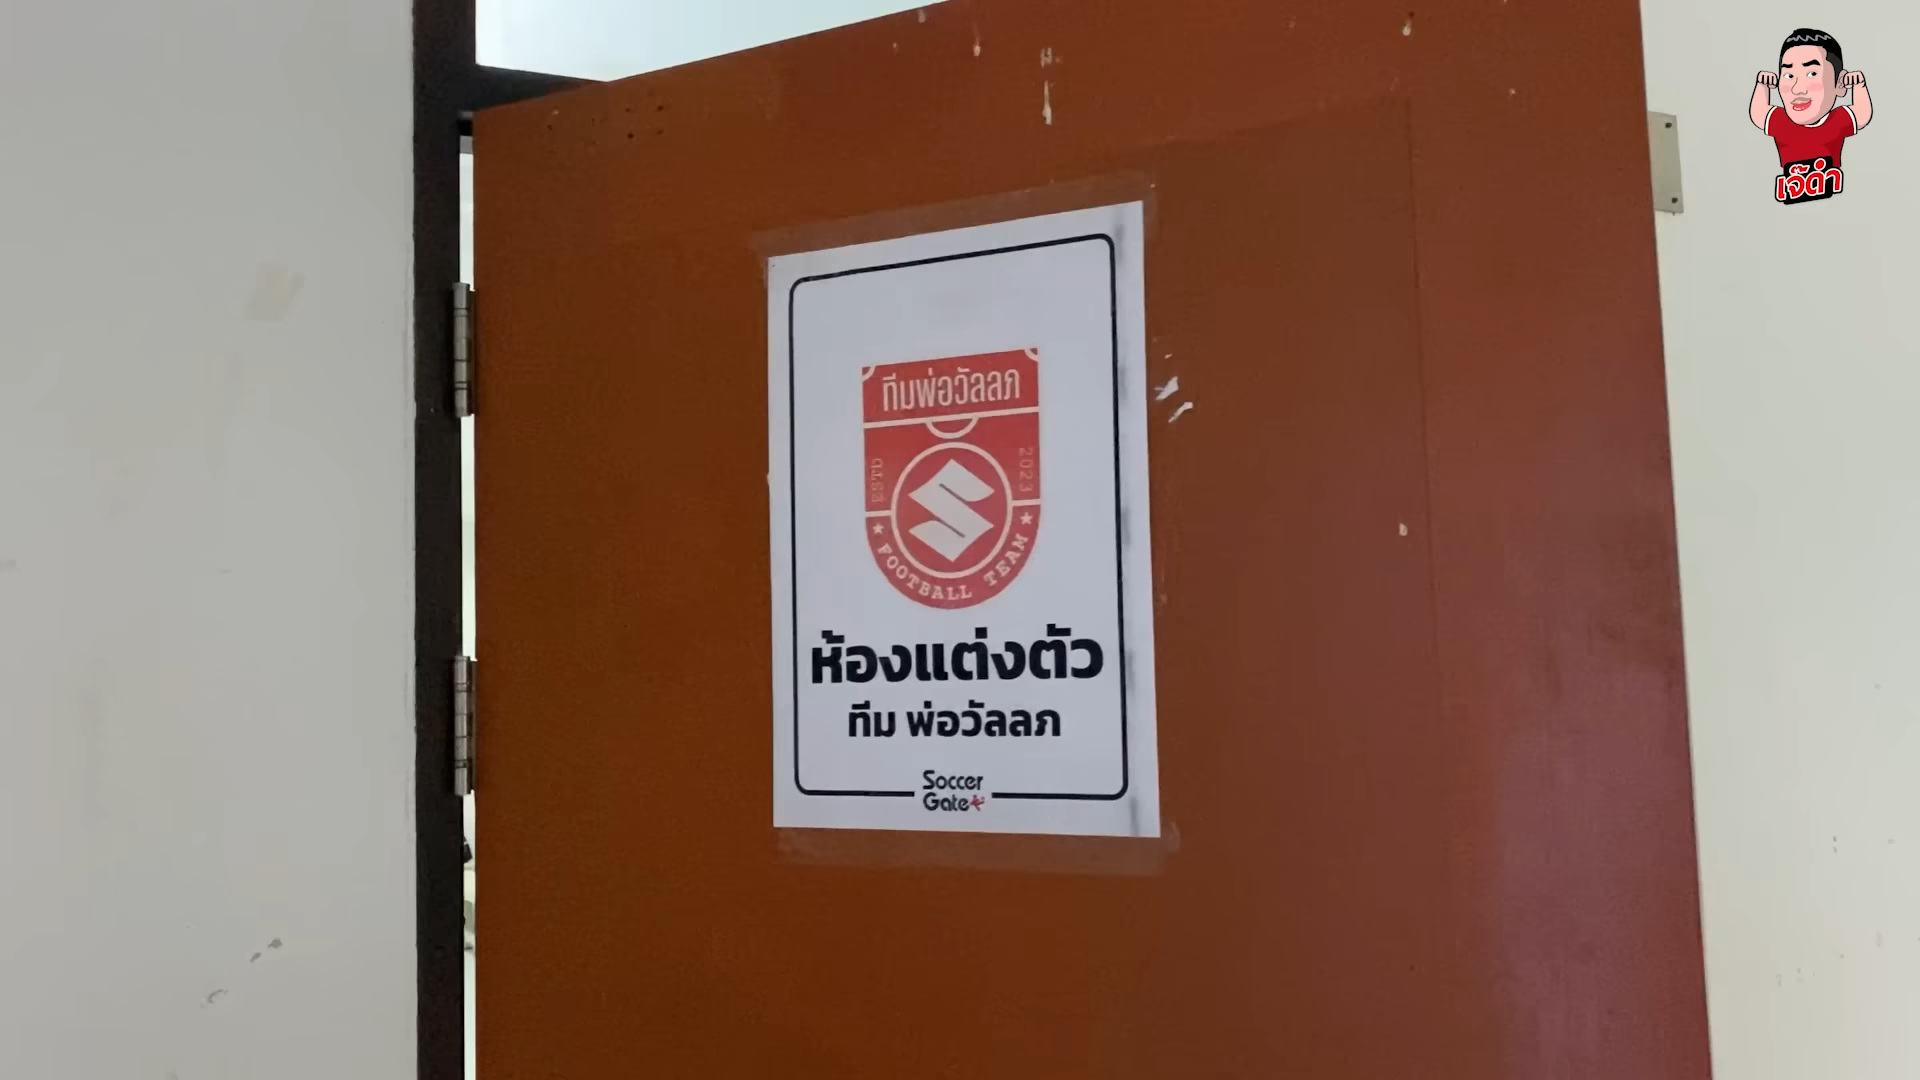 เจ๊ดำ
ทีมพ่อวัลลภ
ESTD
2023
FOOTBALL TEAM
ห้องแต่งตัว
ทีม พ่อวัลลภ
Soccer
Gate